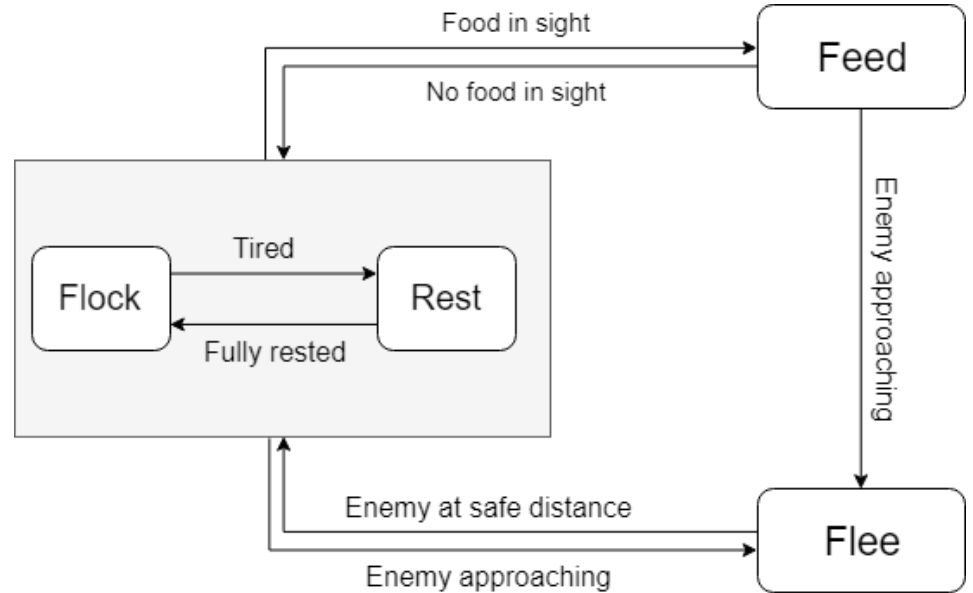 Food in sight
Feed
No food in sight
Enemy approaching
Tired
Flock
Rest
Fully rested
Enemy at safe distance
Flee
Enemy approaching